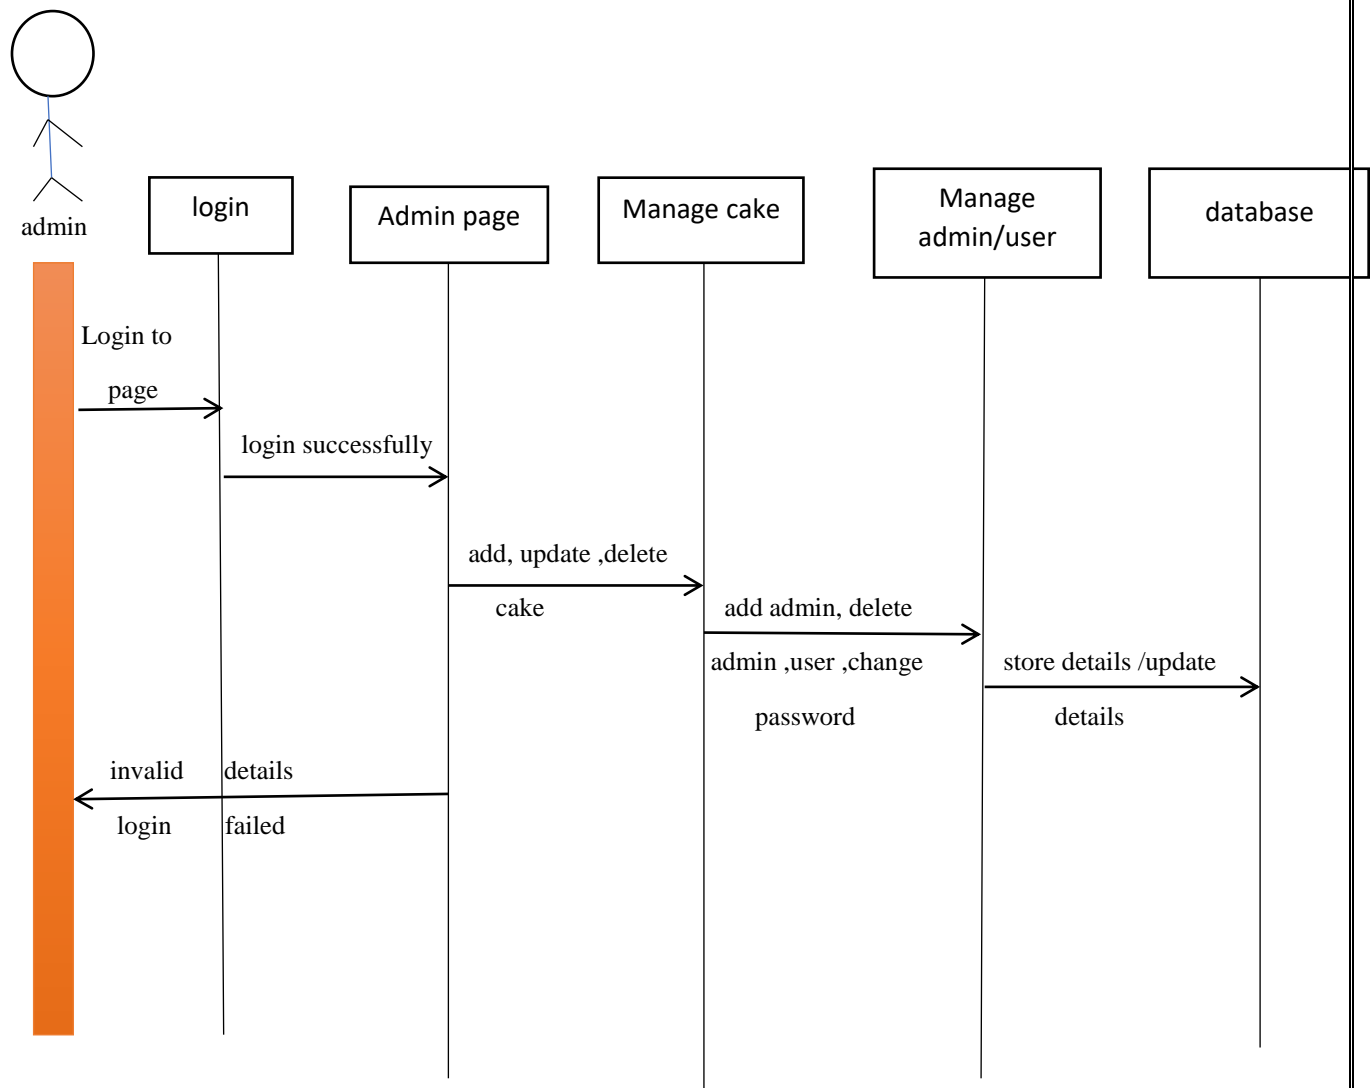 admin
login
Admin page
Manage cake
Manage
admin/user
database
Login to
page
login successfully
add, update ,delete
cake
add admin, delete
admin ,user ,change
password
store details /update
details
invalid details
login failed